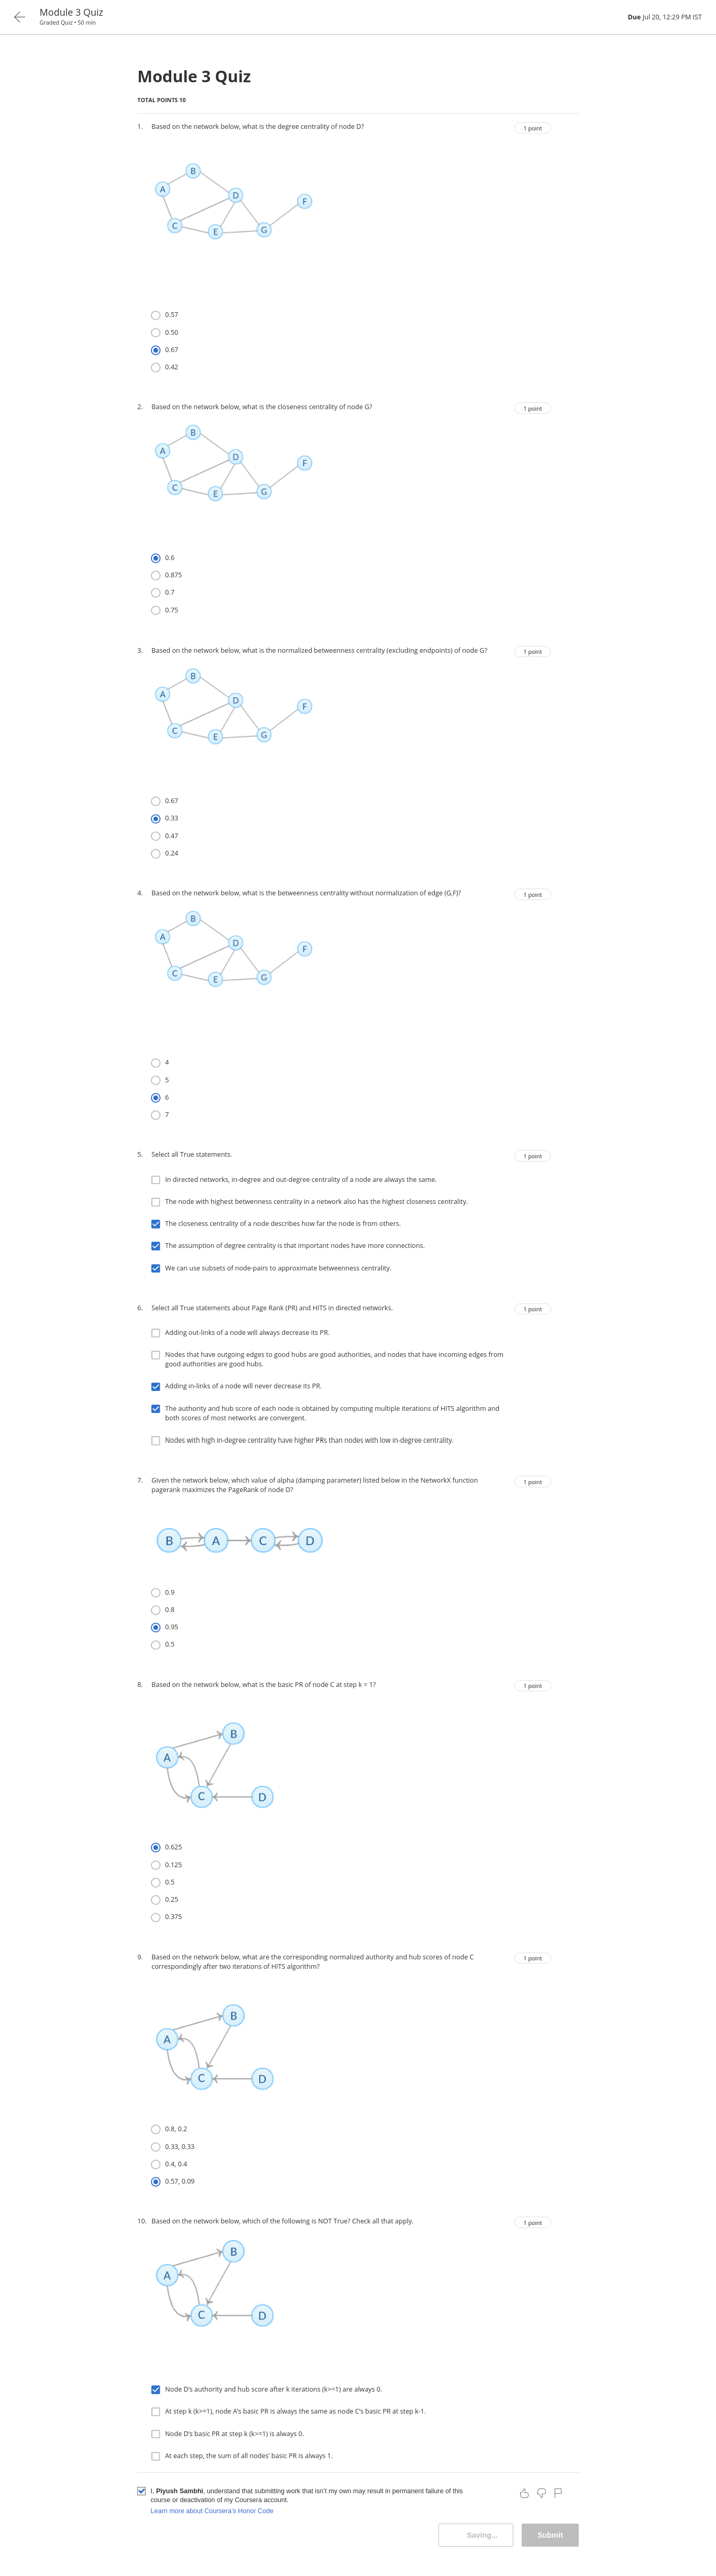 Module 3 Quiz
Graded Quiz • 50 min
Due Jul 20, 12:29 PM IST
Module 3 Quiz
TOTAL POINTS 10
1. Based on the network below, what is the degree centrality of node D?
1 point
A
B
C
D
E
F
G
0.57
0.50
0.67
0.42
2. Based on the network below, what is the closeness centrality of node G?
1 point
A
B
C
D
E
F
G
0.6
0.875
0.7
0.75
3. Based on the network below, what is the normalized betweenness centrality (excluding endpoints) of node G?
1 point
A
B
C
D
E
F
G
0.67
0.33
0.47
0.24
4. Based on the network below, what is the betweenness centrality without normalization of edge (G,F)?
1 point
A
B
C
D
E
F
G
4
5
6
7
5. Select all True statements.
1 point
In directed networks, in-degree and out-degree centrality of a node are always the same.
The node with highest betwenness centrality in a network also has the highest closeness centrality.
The closeness centrality of a node describes how far the node is from others.
The assumption of degree centrality is that important nodes have more connections.
We can use subsets of node-pairs to approximate betweenness centrality.
6. Select all True statements about Page Rank (PR) and HITS in directed networks.
1 point
Adding out-links of a node will always decrease its PR.
Nodes that have outgoing edges to good hubs are good authorities, and nodes that have incoming edges from
good authorities are good hubs.
Adding in-links of a node will never decrease its PR.
The authority and hub score of each node is obtained by computing multiple iterations of HITS algorithm and
both scores of most networks are convergent.
Nodes with high in-degree centrality have higher PRs than nodes with low in-degree centrality.
7. Given the network below, which value of alpha (damping parameter) listed below in the NetworkX function
pagerank maximizes the PageRank of node D?
1 point
B
A
C
D
0.9
0.8
0.95
0.5
8. Based on the network below, what is the basic PR of node C at step k = 1?
1 point
A
B
C
D
0.625
0.125
0.5
0.25
0.375
9. Based on the network below, what are the corresponding normalized authority and hub scores of node C
correspondingly after two iterations of HITS algorithm?
1 point
A
B
C
D
0.8, 0.2
0.33, 0.33
0.4, 0.4
0.57, 0.09
10. Based on the network below, which of the following is NOT True? Check all that apply.
1 point
A
B
C
D
Node D's authority and hub score after k iterations (k>=1) are always 0.
At step k (k>=1), node A's basic PR is always the same as node C's basic PR at step k-1.
Node D's basic PR at step k (k>=1) is always 0.
At each step, the sum of all nodes' basic PR is always 1.
I, Piyush Sambhi, understand that submitting work that isn't my own may result in permanent failure of this
course or deactivation of my Coursera account.
Learn more about Coursera's Honor Code
Saving...
Submit